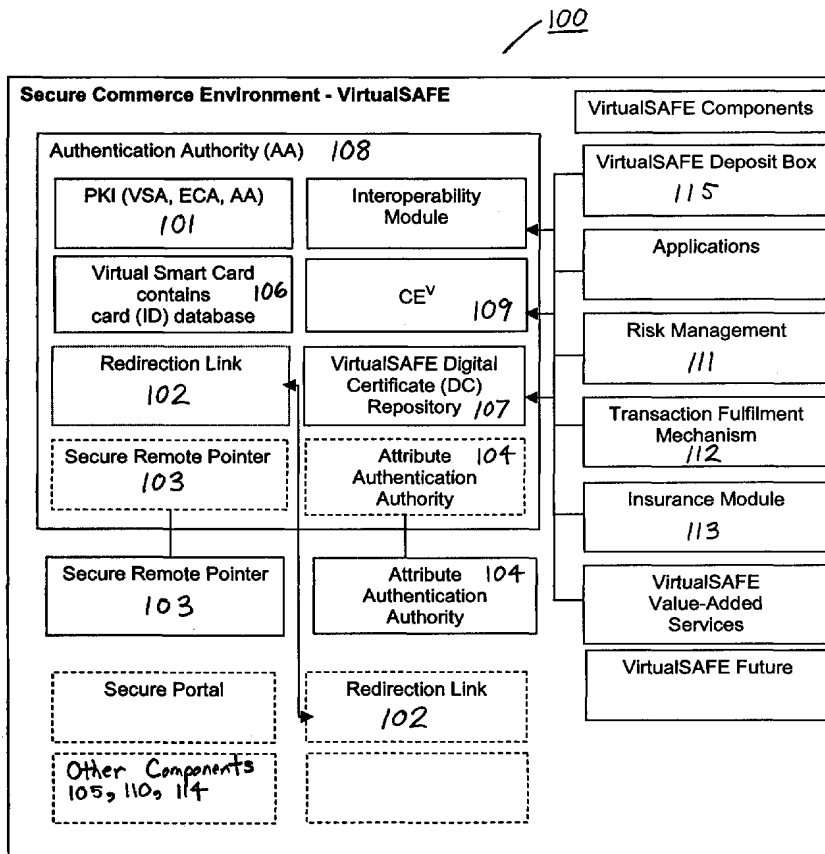 100
Secure Commerce Environment - VirtualSAFE
VirtualSAFE Components
Authentication Authority (AA) 108
PKI (VSA, ECA, AA)
101
Interoperability
Module
Virtual Smart Card
contains 106
card (ID) database
CEV
109
Redirection Link
102
VirtualSAFE Digital
Certificate (DC)
Repository 107
Secure Remote Pointer
103
Attribute 104
Authentication
Authority
Secure Remote Pointer
103
Attribute 104
Authentication
Authority
Secure Portal
Redirection Link
102
Other Components
105, 110, 114
VirtualSAFE Deposit Box
115
Applications
Risk Management
111
Transaction Fulfilment
Mechanism
112
Insurance Module
113
VirtualSAFE
Value-Added
Services
VirtualSAFE Future